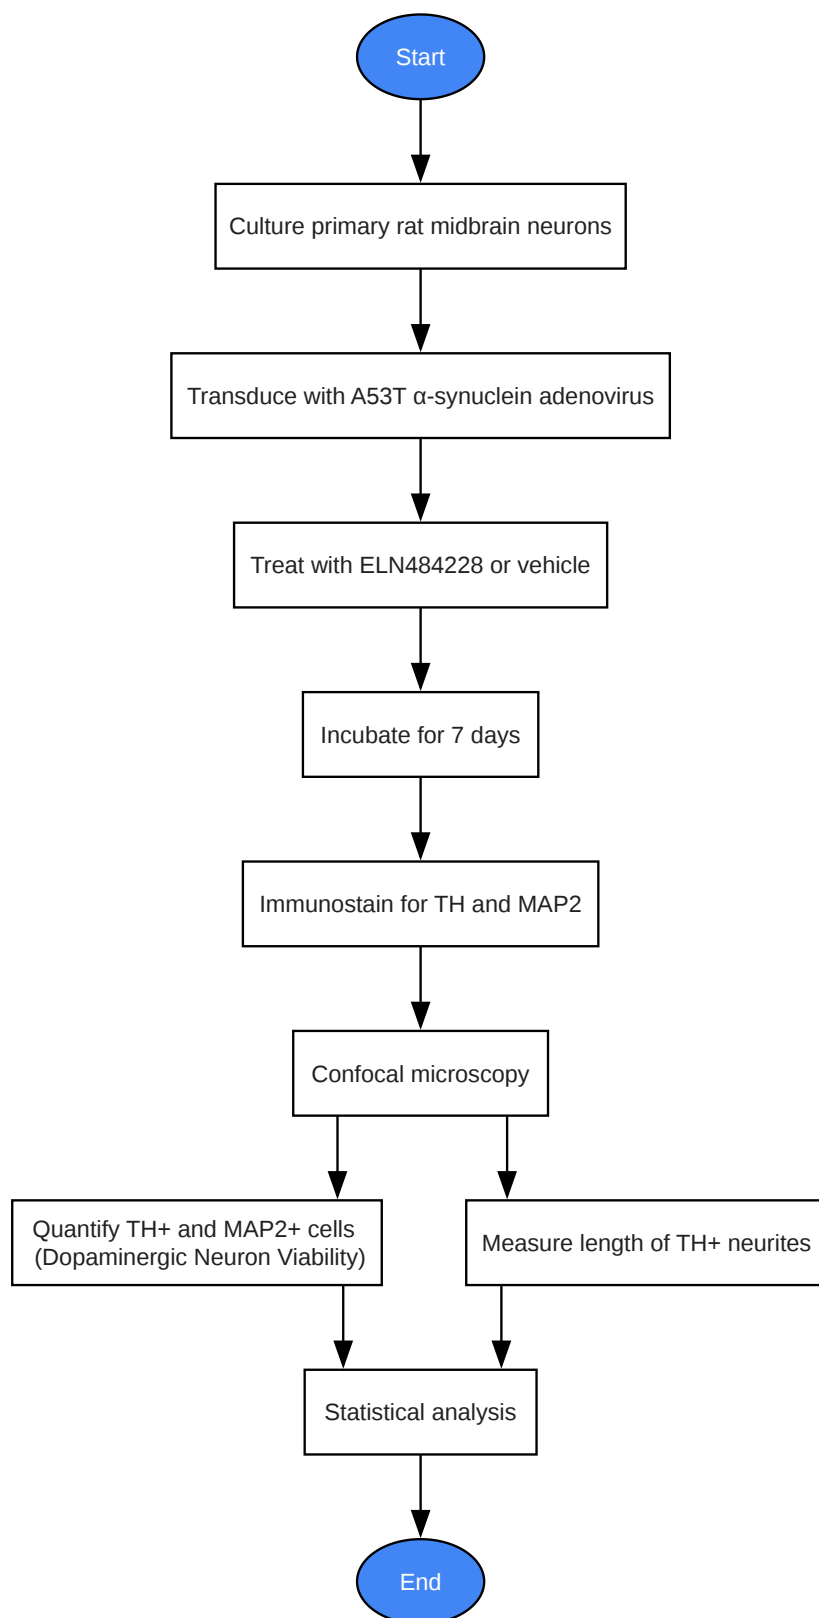 Start
Culture primary rat midbrain neurons
Transduce with A53T α-synuclein adenovirus
Treat with ELN484228 or vehicle
Incubate for 7 days
Immunostain for TH and MAP2
Confocal microscopy
Quantify TH+ and MAP2+ cells
(Dopaminergic Neuron Viability)
Measure length of TH+ neurites
Statistical analysis
End